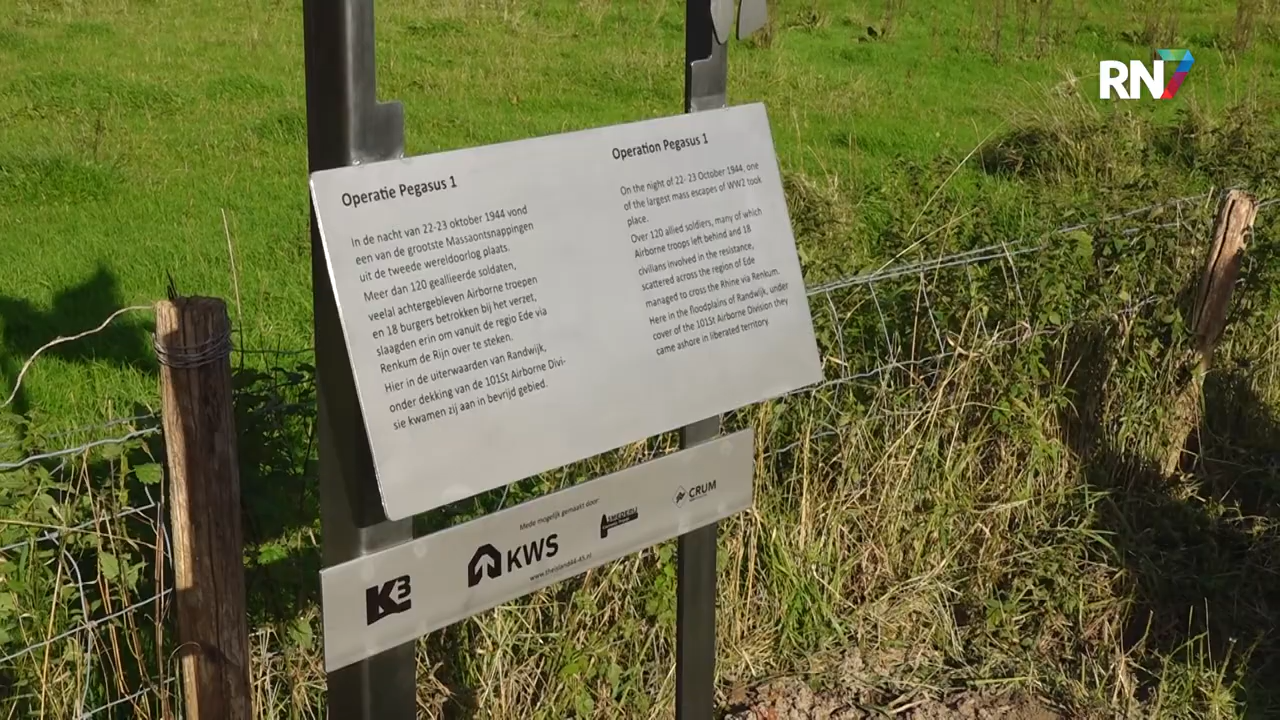 RN7
Operatie Pegasus 1
In de nacht van 22-23 oktober 1944 vond
een van de grootste Massaontsnappingen
uit de tweede wereldoorlog plaats.
Meer dan 120 geallieerde soldaten,
veelal achtergebleven Airborne troepen
en 18 burgers betrokken bij het verzet,
slaagden erin om vanuit de regio Ede via
Renkum de Rijn over te steken.
Hier in de uiterwaarden van Randwijk,
onder dekking van de 101St Airborne Divi-
sie kwamen zij aan in bevrijd gebied.
Operation Pegasus 1
On the night of 22- 23 October 1944, one
of the largest mass escapes of WW2 took
place.
Over 120 allied soldiers, many of which
Airborne troops left behind and 18
civilians involved in the resistance,
scattered across the region of Ede
managed to cross the Rhine via Renkum.
Here in the floodplains of Randwijk, under
cover of the 101St Airborne Division they
came ashore in liberated territory.
Mede mogelijk gemaakt door:
K3
KWS
SMEDERIJ
CRUM
www.theisland44-45.nl